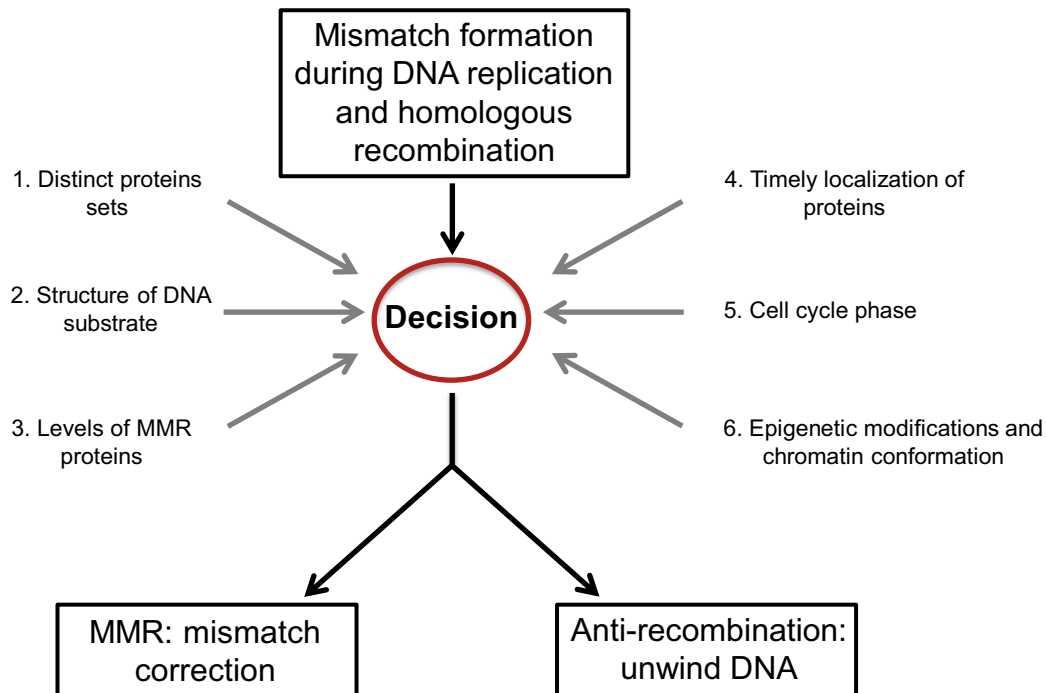 Mismatch formation
during DNA replication
and homologous
recombination
1. Distinct proteins
sets
2. Structure of DNA
substrate
3. Levels of MMR
proteins
4. Timely localization of
proteins
5. Cell cycle phase
6. Epigenetic modifications and
chromatin conformation
Decision
MMR: mismatch
correction
Anti-recombination:
unwind DNA